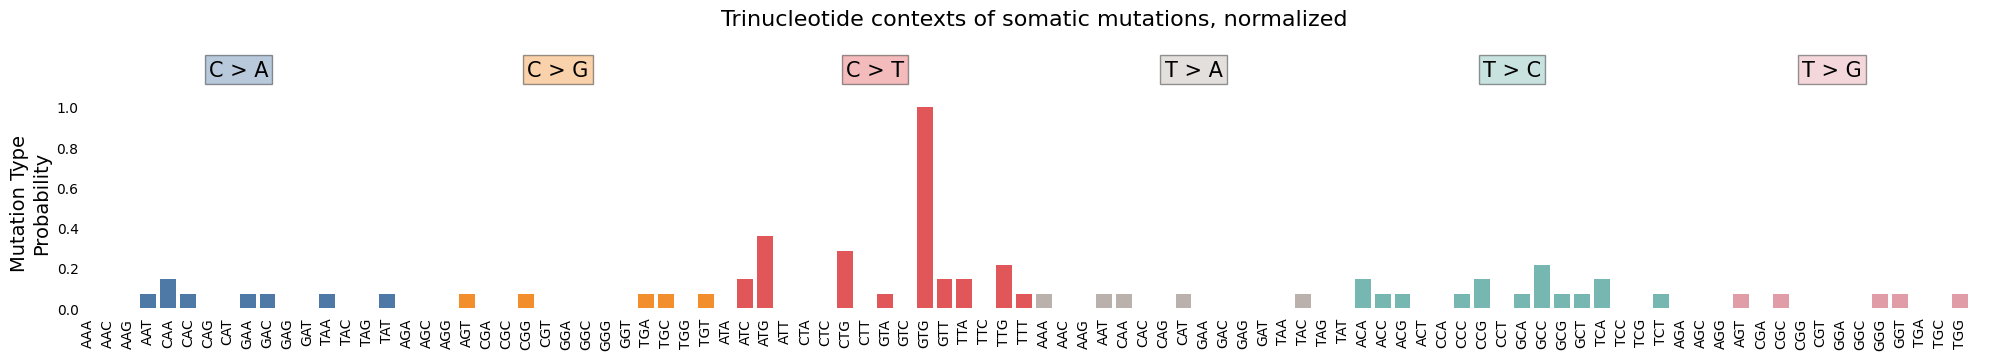 Trinucleotide contexts of somatic mutations, normalized
C > A
C > G
C > T
T > A
T > C
T > G
Mutation Type
Probability
1.0
0.8
0.6
0.4
0.2
0.0
AAA
AAC
AAG
AAT
CAA
CAC
CAG
CAT
GAA
GAC
GAG
GAT
TAA
TAC
TAG
TAT
AGA
AGC
AGG
AGT
CGA
CGC
CGG
CGT
GGA
GGC
GGG
GGT
TGA
TGC
TGG
TGT
ATA
ATC
ATG
ATT
CTA
CTC
CTG
CTT
GTA
GTC
GTG
GTT
TTA
TTC
TTG
TTT
AAA
AAC
AAG
AAT
CAA
CAC
CAG
CAT
GAA
GAC
GAG
GAT
TAA
TAC
TAG
TAT
ACA
ACC
ACG
ACT
CCA
CCC
CCG
CCT
GCA
GCC
GCG
GCT
TCA
TCC
TCG
TCT
AGA
AGC
AGG
AGT
CGA
CGC
CGG
CGT
GGA
GGC
GGG
GGT
TGA
TGC
TGG